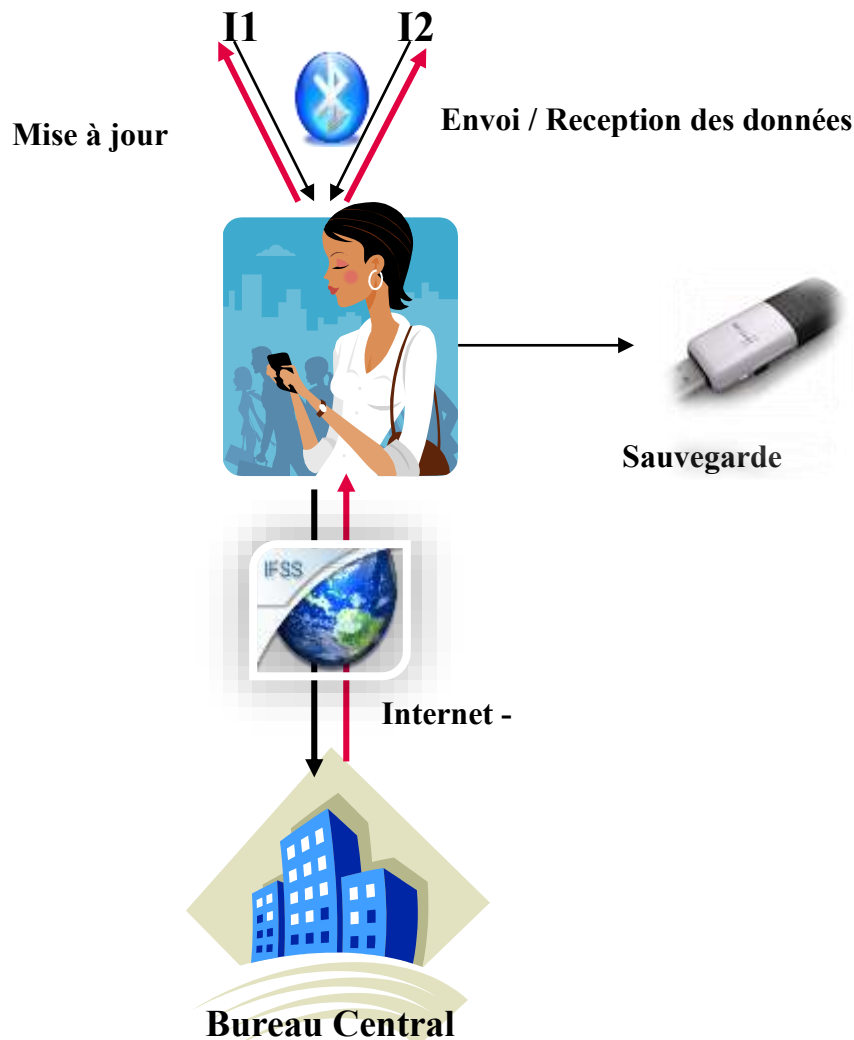 I1 I2
Mise à jour
Envoi / Reception des données
Sauvegarde
IFSS
Internet -
Bureau Central